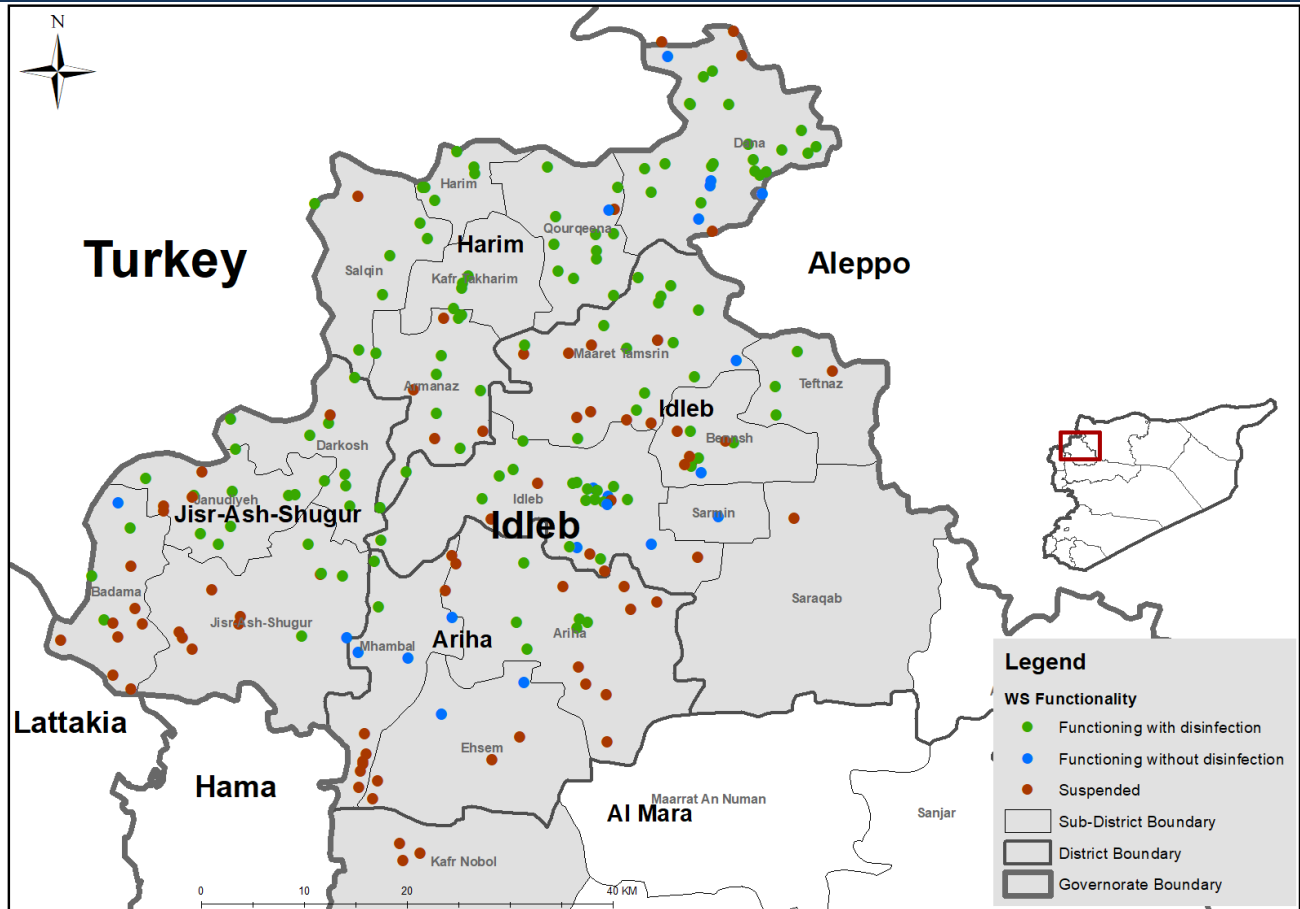 N
Dana
Harim
Qourqeena
Harim
Turkey
Aleppo
Salqin
Kafr Takharim
Maaret Tamsrin
Teftnaz
Armanaz
Idleb
Bennsh
Darkosh
Janudiyeh
Idleb
Jisr-Ash-Shugur
Idleb
Sarmin
Badama
Saraqab
Jisr-Ash-Shugur
Mhambal
Ariha
Ariha
Legend
WS Functionality
Lattakia
Functioning with disinfection
Ehsem
Functioning without disinfection
Hama
Suspended
Maarrat An Numan
Al Mara
Sanjar
Sub-District Boundary
District Boundary
Kafr Nobol
Governorate Boundary
0 10 20 40 KM